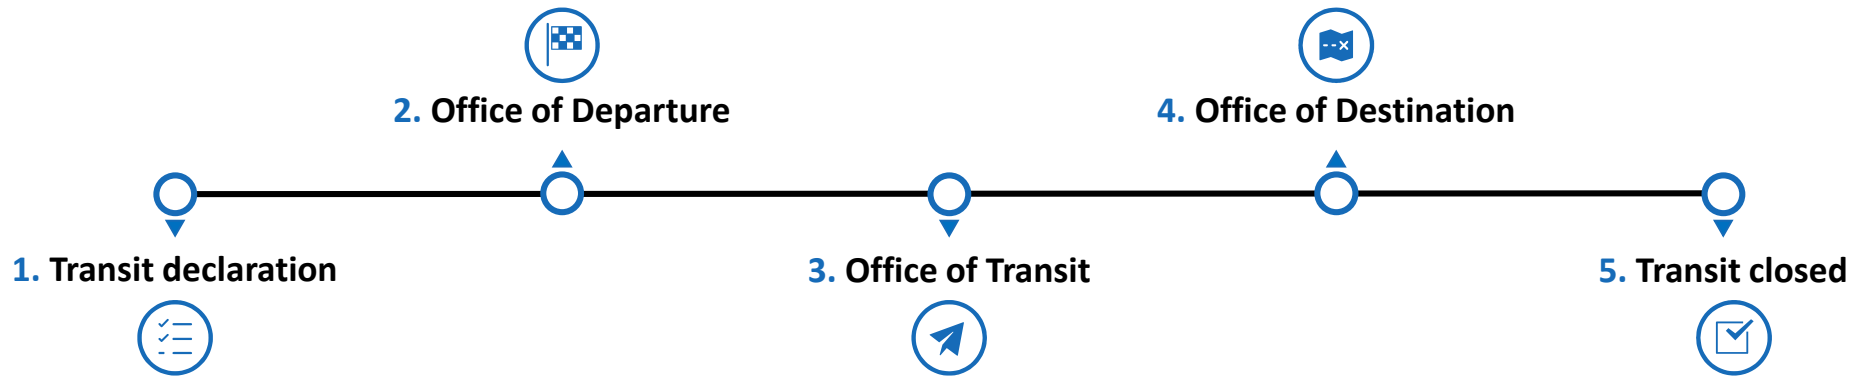 1. Transit declaration
2. Office of Departure
3. Office of Transit
4. Office of Destination
5. Transit closed